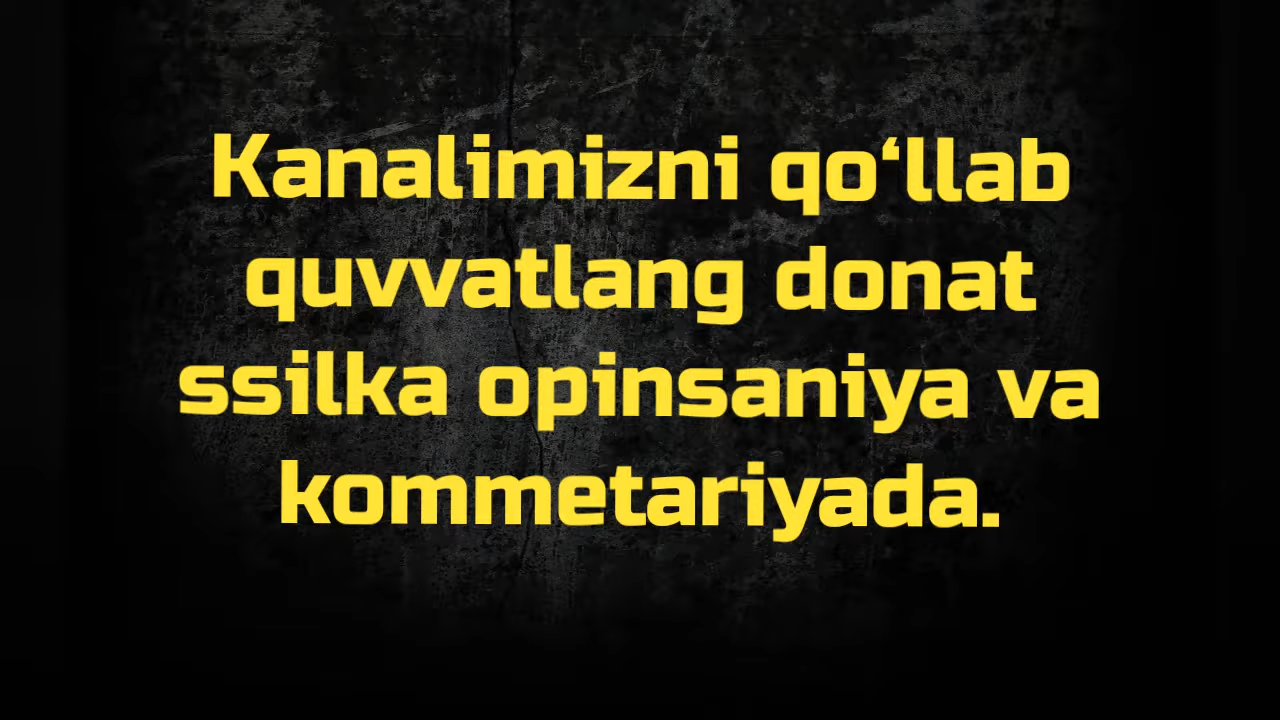 Kanalimizni qo‘llab
quvvatlang donat
ssilka opinsaniya va
kommetariyada.